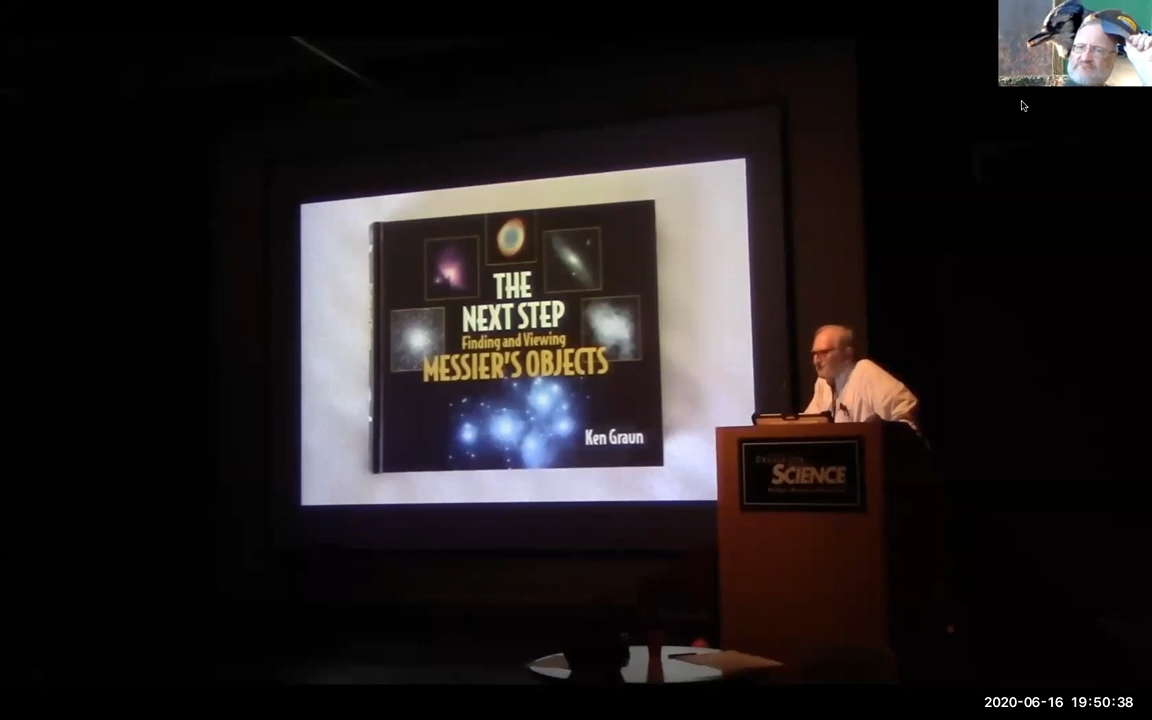 THE
NEXT STEP
Finding and Viewing
MESSIER'S OBJECTS
Ken Graun
SCIENCE
2020-06-16 19:50:38